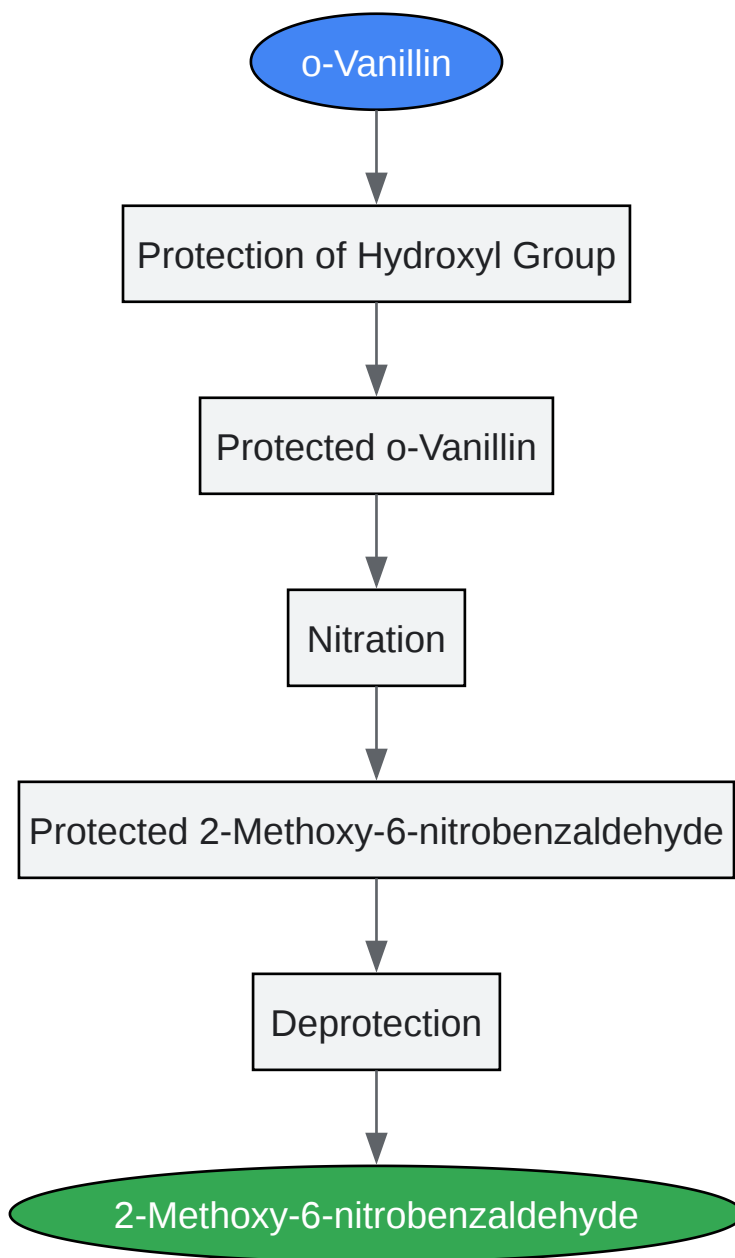 o-Vanillin
Protection of Hydroxyl Group
Protected o-Vanillin
Nitration
Protected 2-Methoxy-6-nitrobenzaldehyde
Deprotection
2-Methoxy-6-nitrobenzaldehyde